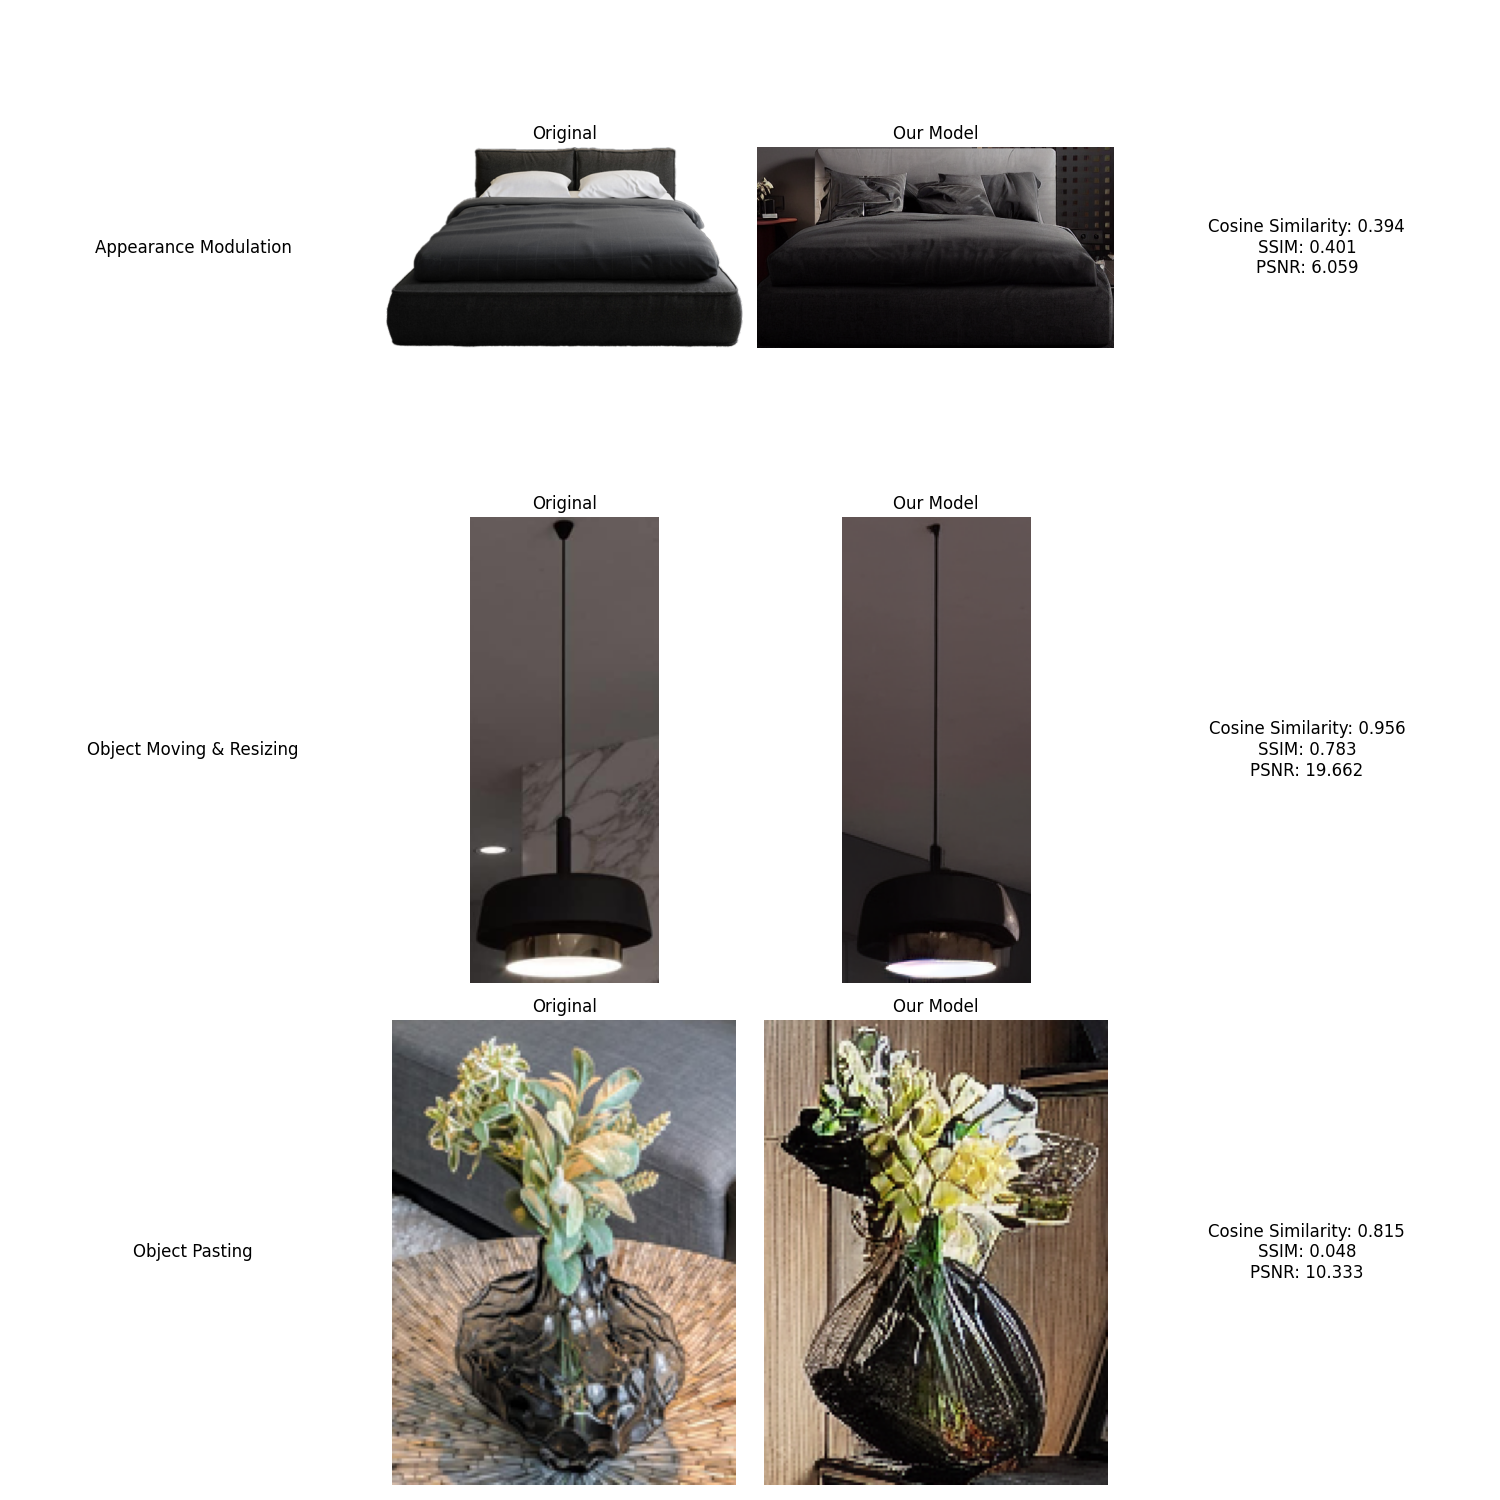 Original
Our Model
Appearance Modulation
Cosine Similarity: 0.394
SSIM: 0.401
PSNR: 6.059
Original
Our Model
Object Moving & Resizing
Cosine Similarity: 0.956
SSIM: 0.783
PSNR: 19.662
Original
Our Model
Object Pasting
Cosine Similarity: 0.815
SSIM: 0.048
PSNR: 10.333